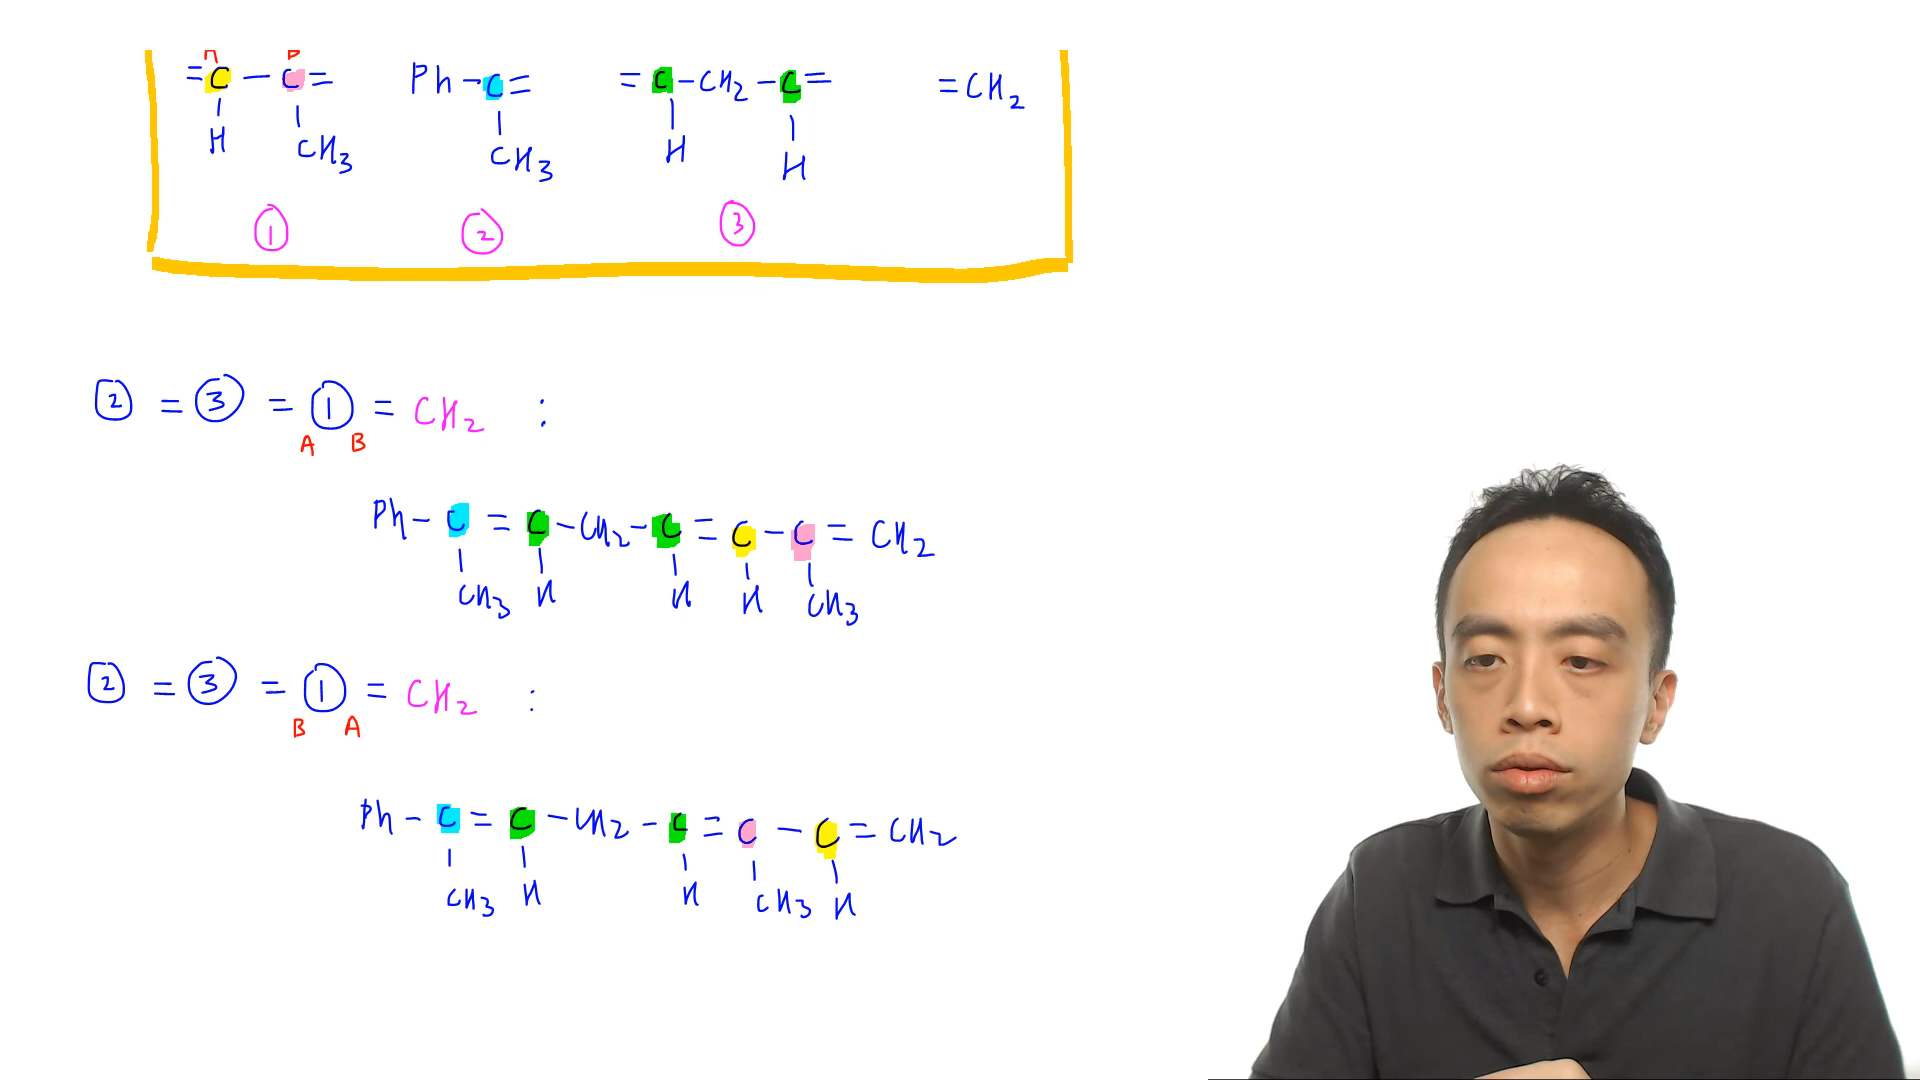 A B
=C—C= Ph—C= =C—CH2—C= =CH2
H CH3 CH3 H H
① ② ③
② = ③ = ① = CH2 :
A B
Ph—C=C—CH2—C=C—C=CH2
CH3 H H H CH3
② = ③ = ① = CH2 :
B A
Ph—C=C—CH2—C=C—C=CH2
CH3 H H CH3 H